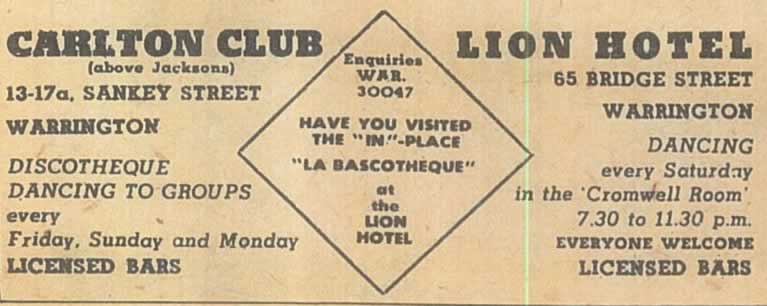 CARLTON CLUB
(above Jacksons)
13-17a, SANKEY STREET
WARRINGTON
DISCOTHEQUE
DANCING TO GROUPS
every
Friday, Sunday and Monday
LICENSED BARS
Enquiries
WAR.
30047
HAVE YOU VISITED
THE "IN"-PLACE
"LA BASCOTHEQUE"
at
the
LION
HOTEL
LION HOTEL
65 BRIDGE STREET
WARRINGTON
DANCING
every Saturday
in the 'Cromwell Room'
7.30 to 11.30 p.m.
EVERYONE WELCOME
LICENSED BARS